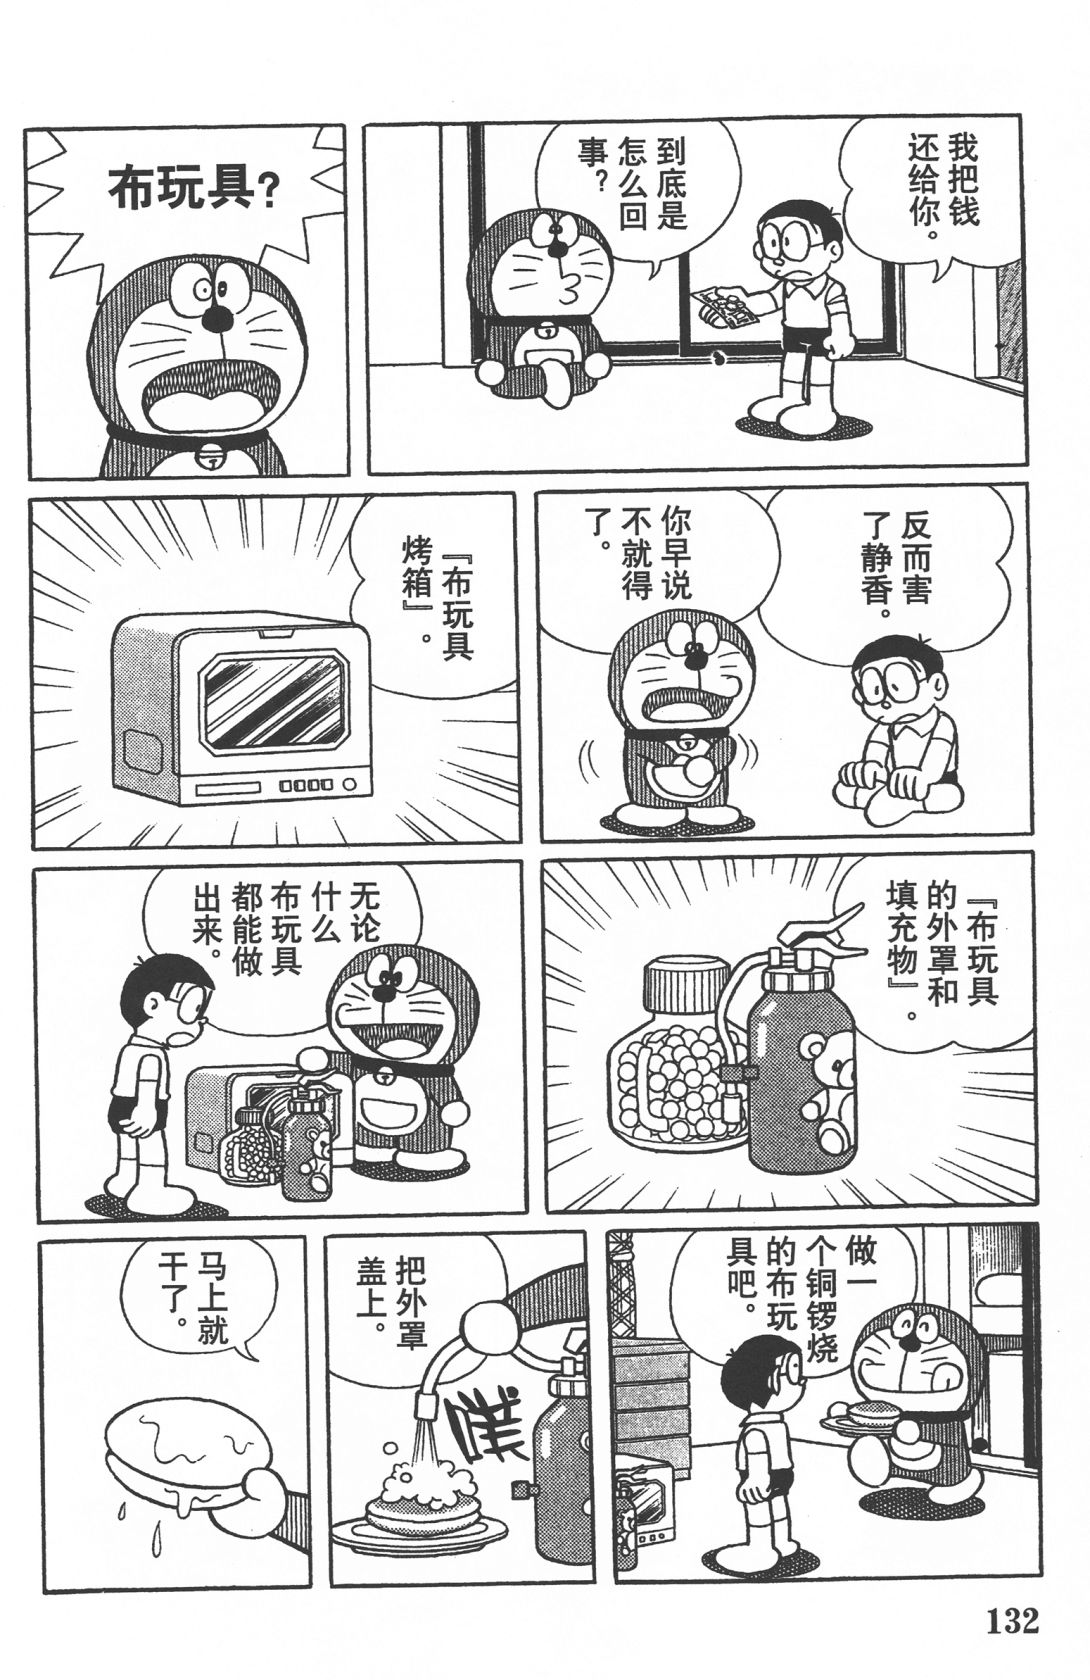 我把钱
还给你。
到底是
怎么回
事？
布玩具？
反而害
了静香。
你早说
不就得
了。
『布玩具
烤箱』。
『布玩具
的外罩和
填充物』。
无论
什么
布玩具
都能做
出来。
做一
个铜锣烧
的布玩
具吧。
把外罩
盖上。
噗
马上就
干了。
132